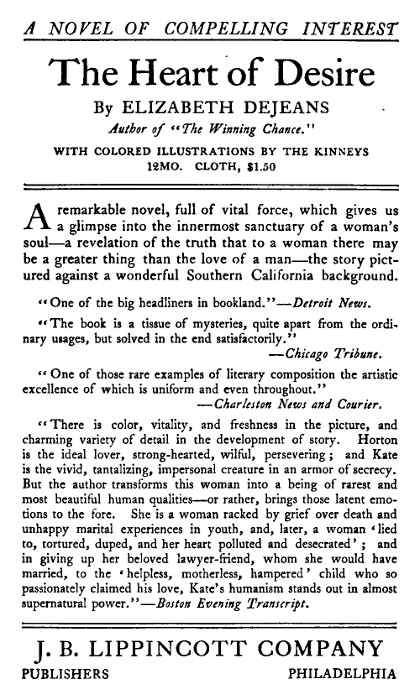 A NOVEL OF COMPELLING INTEREST
The Heart of Desire
By ELIZABETH DEJEANS
Author of "The Winning Chance."
WITH COLORED ILLUSTRATIONS BY THE KINNEYS
12MO. CLOTH, $1.50
A remarkable novel, full of vital force, which gives us
a glimpse into the innermost sanctuary of a woman's
soul—a revelation of the truth that to a woman there may
be a greater thing than the love of a man—the story pict-
ured against a wonderful Southern California background.
"One of the big headliners in bookland."—Detroit News.
"The book is a tissue of mysteries, quite apart from the ordi-
nary usages, but solved in the end satisfactorily."
—Chicago Tribune.
"One of those rare examples of literary composition the artistic
excellence of which is uniform and even throughout."
—Charleston News and Courier.
"There is color, vitality, and freshness in the picture, and
charming variety of detail in the development of story. Horton
is the ideal lover, strong-hearted, wilful, persevering; and Kate
is the vivid, tantalizing, impersonal creature in an armor of secrecy.
But the author transforms this woman into a being of rarest and
most beautiful human qualities—or rather, brings those latent emo-
tions to the fore. She is a woman racked by grief over death and
unhappy marital experiences in youth, and, later, a woman 'lied
to, tortured, duped, and her heart polluted and desecrated'; and
in giving up her beloved lawyer-friend, whom she would have
married, to the 'helpless, motherless, hampered' child who so
passionately claimed his love, Kate's humanism stands out in almost
supernatural power."—Boston Evening Transcript.
J. B. LIPPINCOTT COMPANY
PUBLISHERS PHILADELPHIA